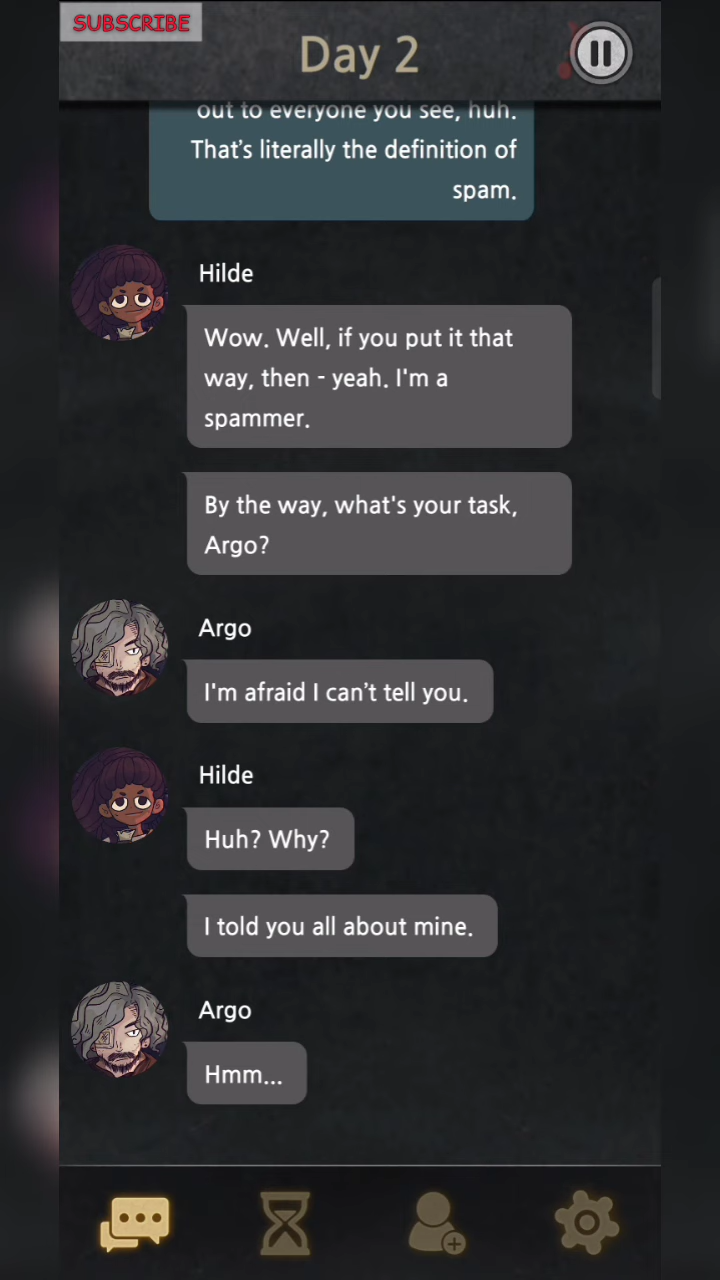 SUBSCRIBE
Day 2
out to everyone you see, huh.
That’s literally the definition of
spam.
Hilde
Wow. Well, if you put it that
way, then - yeah. I'm a
spammer.
By the way, what's your task,
Argo?
Argo
I'm afraid I can’t tell you.
Hilde
Huh? Why?
I told you all about mine.
Argo
Hmm...